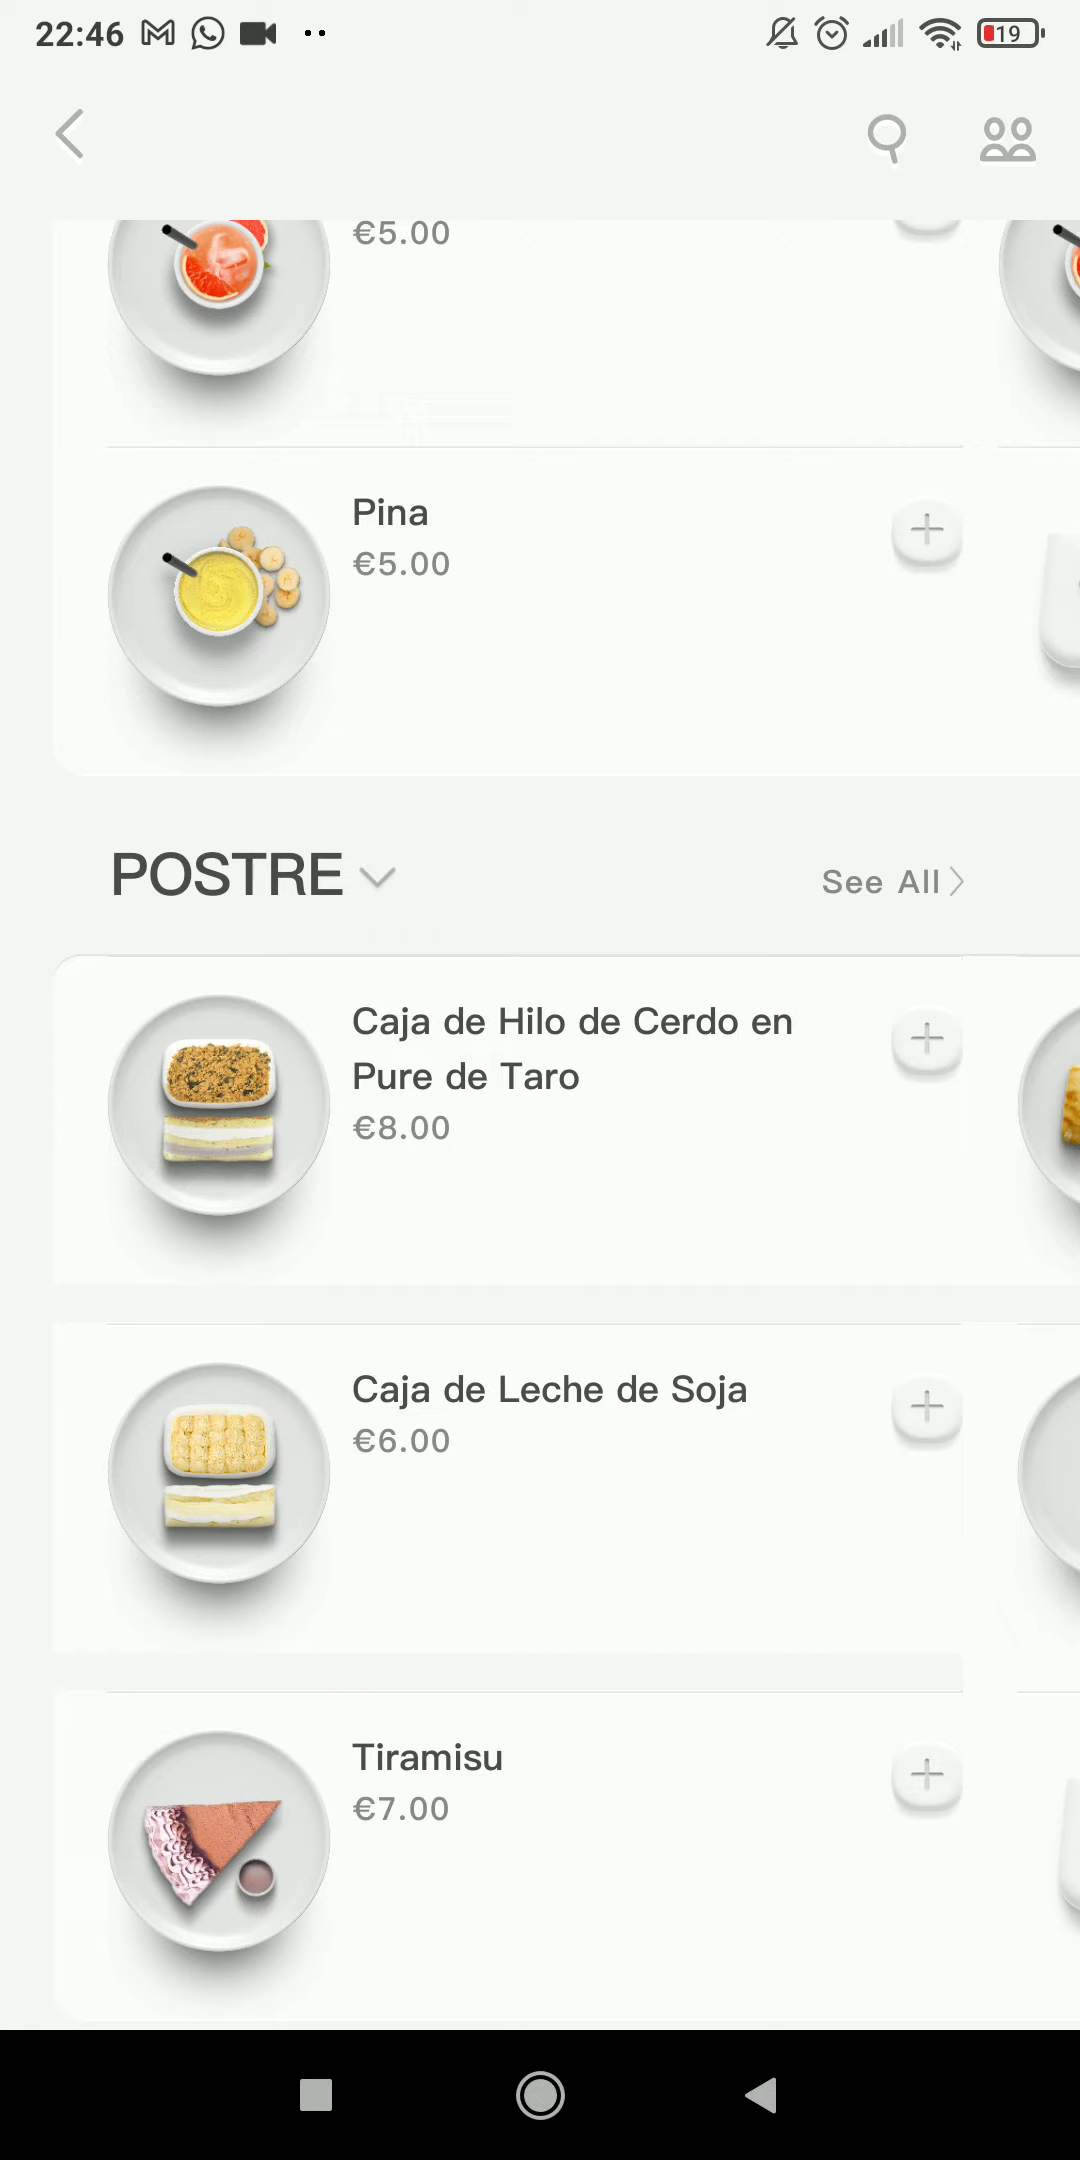 22:46
19
€5.00
Pina
€5.00
POSTRE
See All
Caja de Hilo de Cerdo en
Pure de Taro
€8.00
Caja de Leche de Soja
€6.00
Tiramisu
€7.00